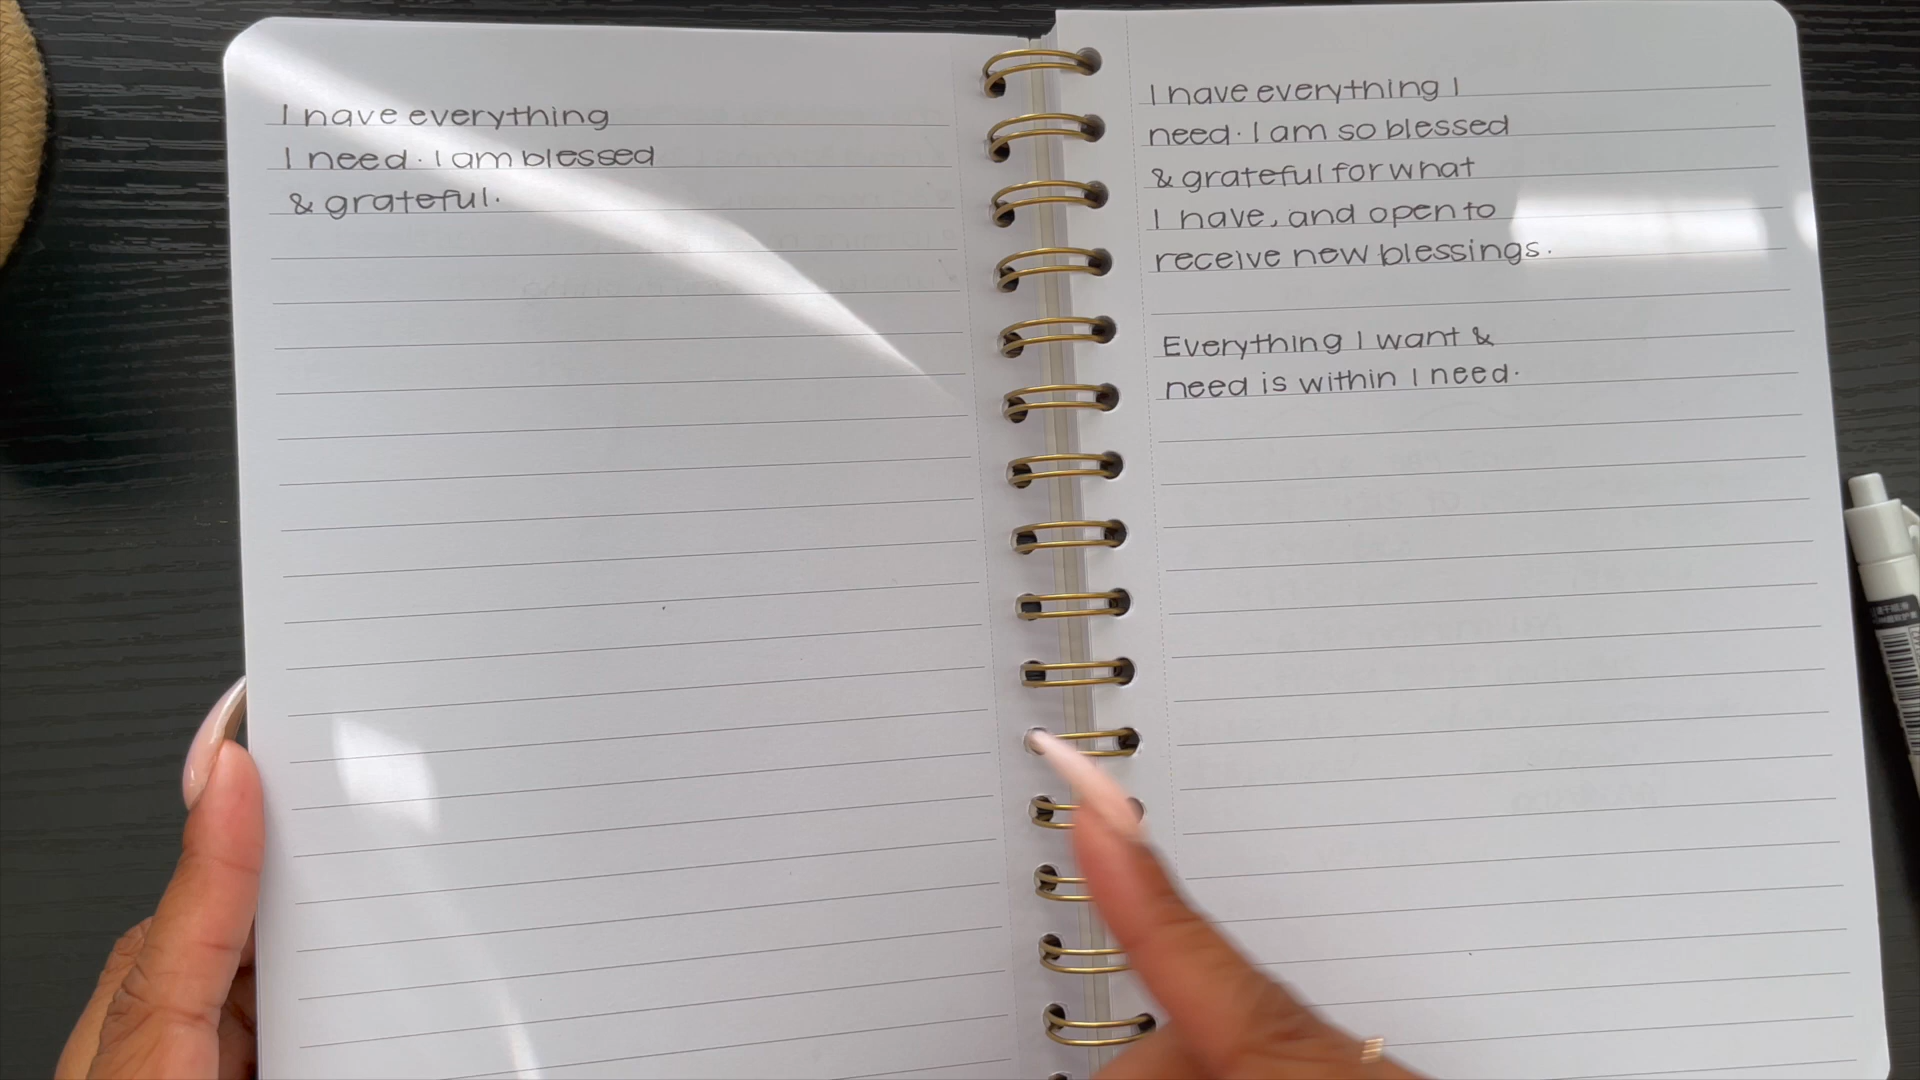 I have everything
I need. I am blessed
& grateful.
I have everything I
need. I am so blessed
& grateful for what
I have, and open to
receive new blessings.
Everything I want &
need is within I need.